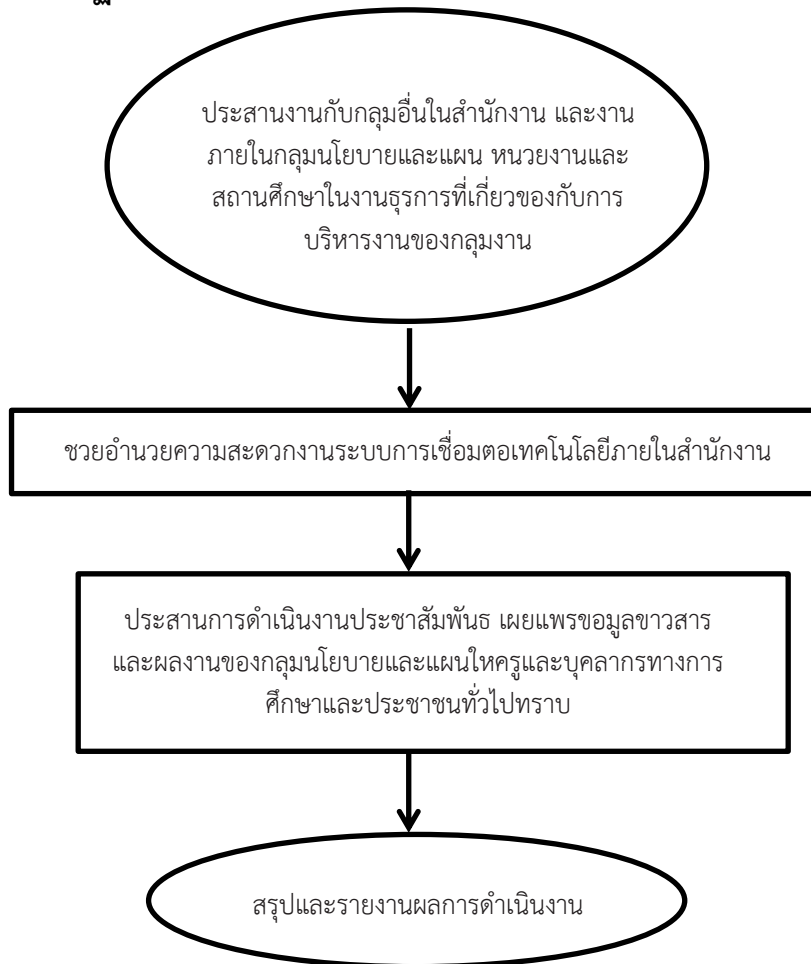 ประสานงานกับกลุมอื่นในสำนักงาน และงาน
ภายในกลุมนโยบายและแผน หนวยงานและ
สถานศึกษาในงานธุรการที่เกี่ยวของกับการ
บริหารงานของกลุมงาน
ชวยอำนวยความสะดวกงานระบบการเชื่อมตอเทคโนโลยีภายในสำนักงาน
ประสานการดำเนินงานประชาสัมพันธ เผยแพรขอมูลขาวสาร
และผลงานของกลุมนโยบายและแผนใหครูและบุคลากรทางการ
ศึกษาและประชาชนทั่วไปทราบ
สรุปและรายงานผลการดำเนินงาน